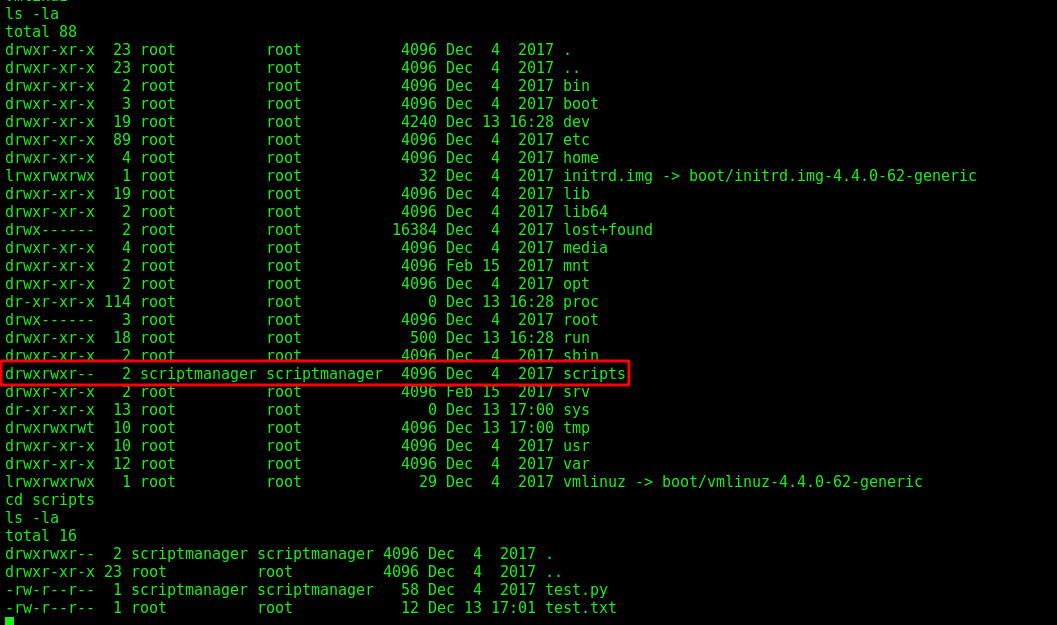 ls -la
total 88
drwxr-xr-x  23 root          root           4096 Dec  4  2017 .
drwxr-xr-x  23 root          root           4096 Dec  4  2017 ..
drwxr-xr-x   2 root          root           4096 Dec  4  2017 bin
drwxr-xr-x   3 root          root           4096 Dec  4  2017 boot
drwxr-xr-x  19 root          root           4240 Dec 13 16:28 dev
drwxr-xr-x  89 root          root           4096 Dec  4  2017 etc
drwxr-xr-x   4 root          root           4096 Dec  4  2017 home
lrwxrwxrwx   1 root          root             32 Dec  4  2017 initrd.img -> boot/initrd.img-4.4.0-62-generic
drwxr-xr-x  19 root          root           4096 Dec  4  2017 lib
drwxr-xr-x   2 root          root           4096 Dec  4  2017 lib64
drwx------   2 root          root          16384 Dec  4  2017 lost+found
drwxr-xr-x   4 root          root           4096 Dec  4  2017 media
drwxr-xr-x   2 root          root           4096 Feb 15  2017 mnt
drwxr-xr-x   2 root          root           4096 Dec  4  2017 opt
dr-xr-xr-x 114 root          root              0 Dec 13 16:28 proc
drwx------   3 root          root           4096 Dec  4  2017 root
drwxr-xr-x  18 root          root            500 Dec 13 16:28 run
drwxr-xr-x   2 root          root           4096 Dec  4  2017 sbin
drwxrwxr--   2 scriptmanager scriptmanager  4096 Dec  4  2017 scripts
drwxr-xr-x   2 root          root           4096 Feb 15  2017 srv
dr-xr-xr-x  13 root          root              0 Dec 13 17:00 sys
drwxrwxrwt  10 root          root           4096 Dec 13 17:00 tmp
drwxr-xr-x  10 root          root           4096 Dec  4  2017 usr
drwxr-xr-x  12 root          root           4096 Dec  4  2017 var
lrwxrwxrwx   1 root          root             29 Dec  4  2017 vmlinuz -> boot/vmlinuz-4.4.0-62-generic
cd scripts
ls -la
total 16
drwxrwxr--  2 scriptmanager scriptmanager 4096 Dec  4  2017 .
drwxr-xr-x 23 root          root          4096 Dec  4  2017 ..
-rw-r--r--  1 scriptmanager scriptmanager   58 Dec  4  2017 test.py
-rw-r--r--  1 root          root            12 Dec 13 17:01 test.txt